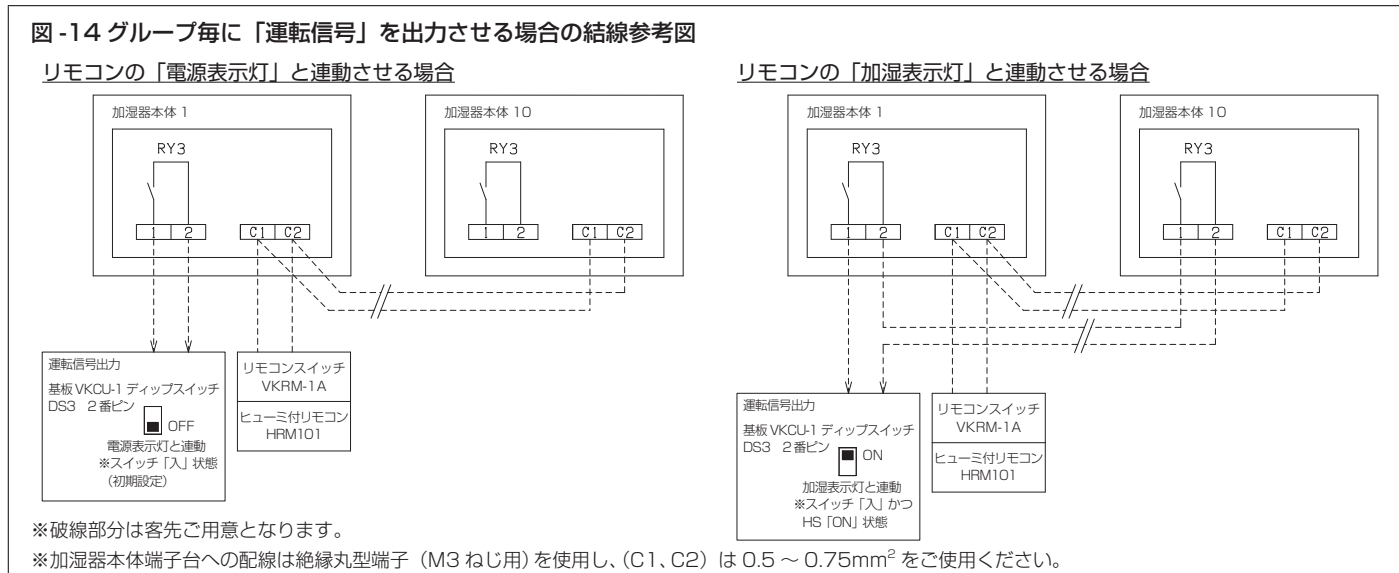 図-14 グループ毎に「運転信号」を出力させる場合の結線参考図
リモコンの「電源表示灯」と連動させる場合
加湿器本体 1
RY3
1 2 C1 C2
加湿器本体 10
RY3
1 2 C1 C2
運転信号出力
基板 VKCU-1 ディップスイッチ
DS3 2番ピン
OFF
電源表示灯と連動
※スイッチ「入」状態
(初期設定)
リモコンスイッチ
VKRM-1A
ヒューミ付リモコン
HRM101
リモコンの「加湿表示灯」と連動させる場合
加湿器本体 1
RY3
1 2 C1 C2
加湿器本体 10
RY3
1 2 C1 C2
運転信号出力
基板 VKCU-1 ディップスイッチ
DS3 2番ピン
ON
加湿表示灯と連動
※スイッチ「入」かつ
HS「ON」状態
リモコンスイッチ
VKRM-1A
ヒューミ付リモコン
HRM101
※破線部分は客先ご用意となります。
※加湿器本体端子台への配線は絶縁丸型端子（M3 ねじ用）を使用し、（C1、C2）は 0.5 ～ 0.75mm² をご使用ください。